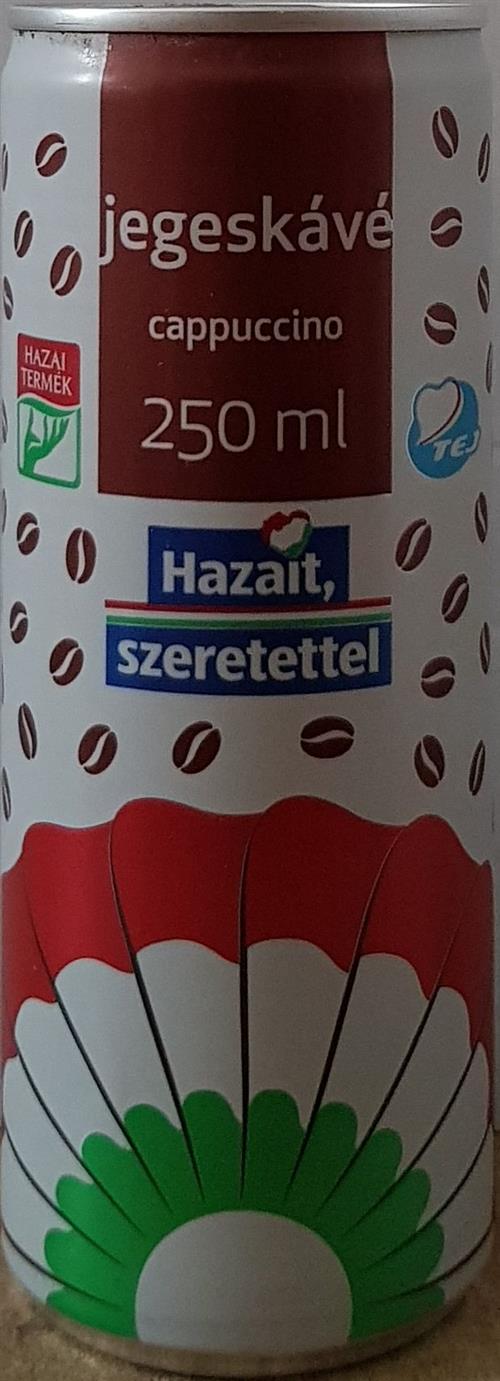 jegeskávé
cappuccino
250 ml
HAZAI
TERMÉK
TEJ
Hazait,
szeretettel